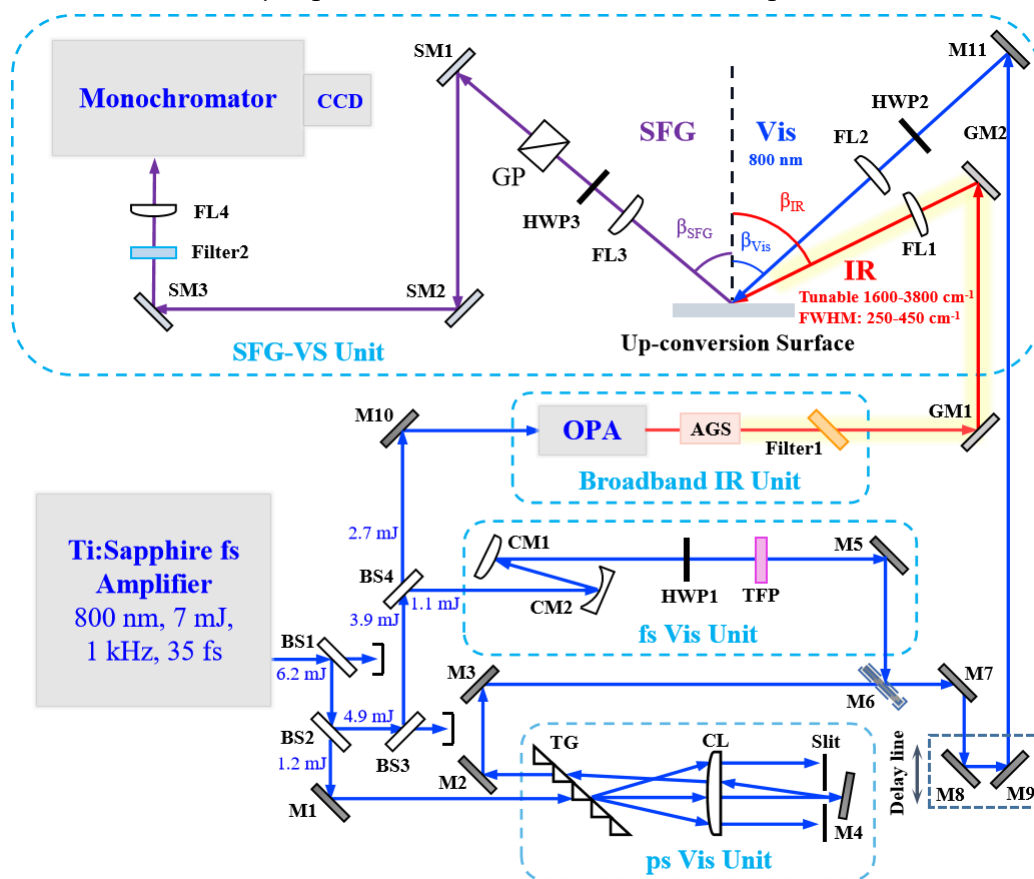 SM1
M11
Monochromator
CCD
HWP2
SFG
Vis
GM2
800 nm
FL2
GP
HWP3
FL4
FL3
βSFG
βVis
βIR
FL1
Filter2
IR
Tunable 1600-3800 cm-1
FWHM: 250-450 cm-1
SM3
SM2
SFG-VS Unit
Up-conversion Surface
M10
OPA
AGS
Filter1
GM1
Broadband IR Unit
2.7 mJ
Ti:Sapphire fs
Amplifier
800 nm, 7 mJ,
1 kHz, 35 fs
BS4
1.1 mJ
3.9 mJ
CM1
CM2
HWP1
TFP
M5
fs Vis Unit
BS1
6.2 mJ
M3
M6
M7
4.9 mJ
BS2
BS3
1.2 mJ
M1
M2
TG
CL
Slit
M4
Delay line
M8
M9
ps Vis Unit